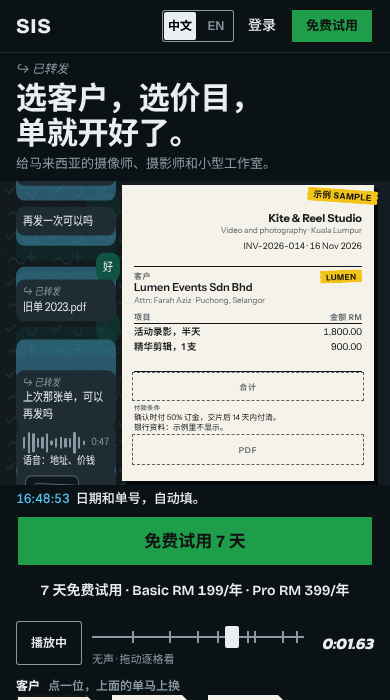 SIS
中文 EN 登录 免费试用
↪ 已转发
选客户，选价目，
单就开好了。
给马来西亚的摄像师、摄影师和小型工作室。
再发一次可以吗
好
↪ 已转发
旧单 2023.pdf
↪ 已转发
上次那张单，可以
再发吗
0:47
语音：地址、价钱
示例 SAMPLE
Kite & Reel Studio
Video and photography · Kuala Lumpur
INV-2026-014 · 16 Nov 2026
客户
LUMEN
Lumen Events Sdn Bhd
Attn: Farah Aziz · Puchong, Selangor
项目 金额 RM
活动录影，半天 1,800.00
精华剪辑，1 支 900.00
合计
付款条件
确认时付 50% 订金，交片后 14 天内付清。
银行资料：示例里不显示。
PDF
16:48:53 日期和单号，自动填。
免费试用 7 天
7 天免费试用 · Basic RM 199/年 · Pro RM 399/年
播放中
0:01.63
无声 · 拖动逐格看
客户 点一位，上面的单马上换